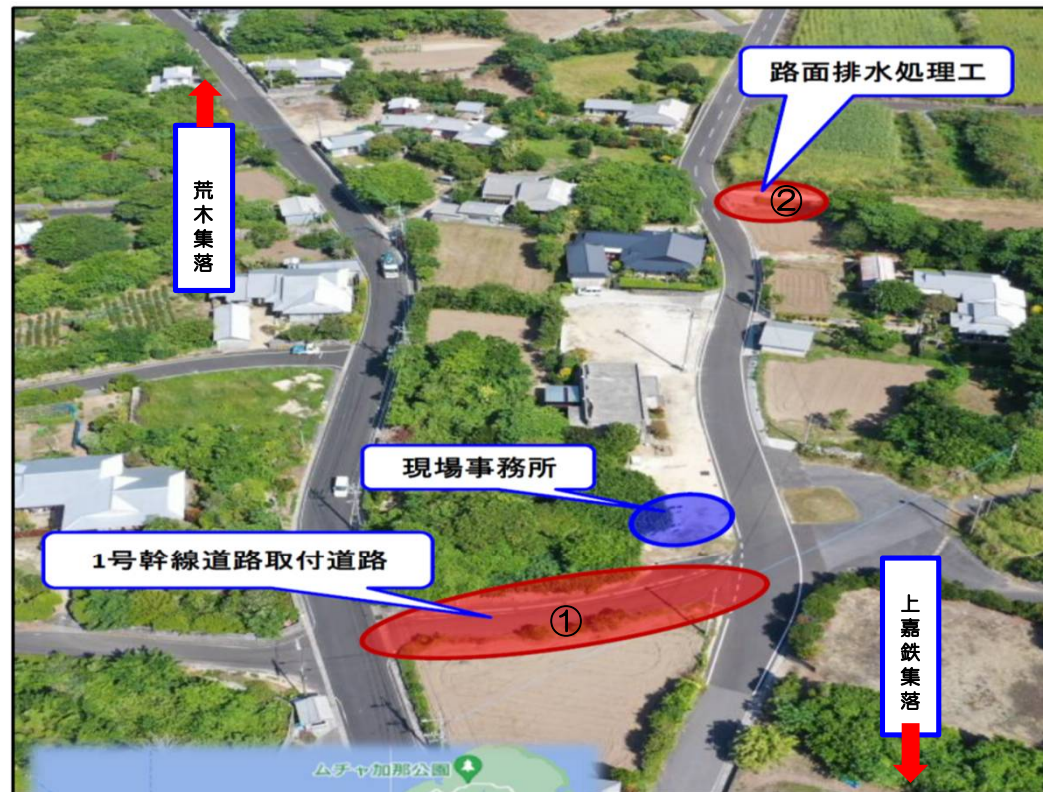 路面排水処理工
②
荒木集落
現場事務所
1号幹線道路取付道路
①
上嘉鉄集落
ムチャ加那公園